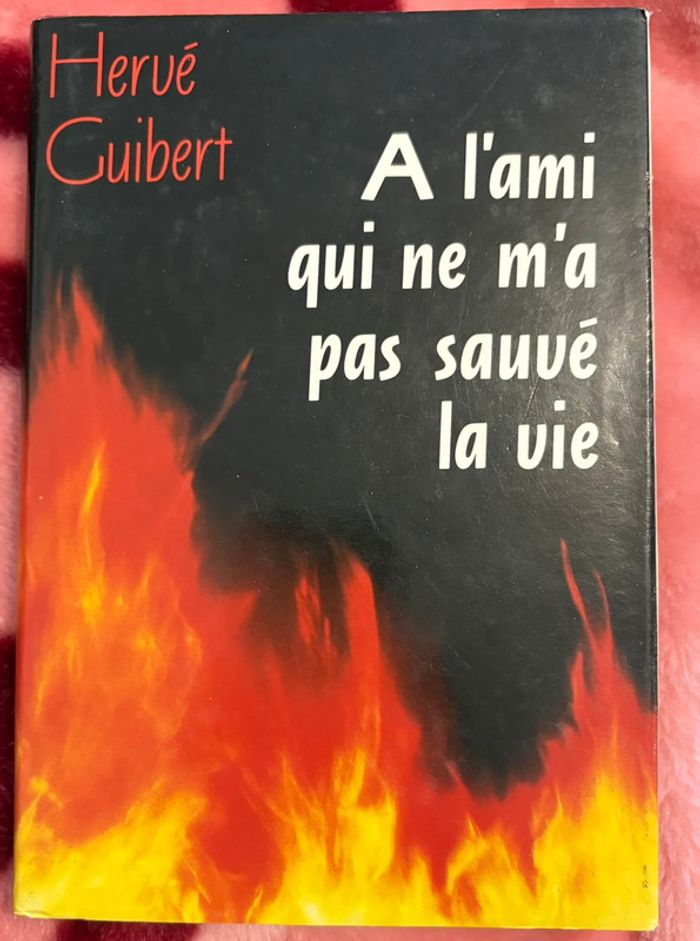 Hervé
Guibert
A l'ami
qui ne m'a
pas sauvé
la vie